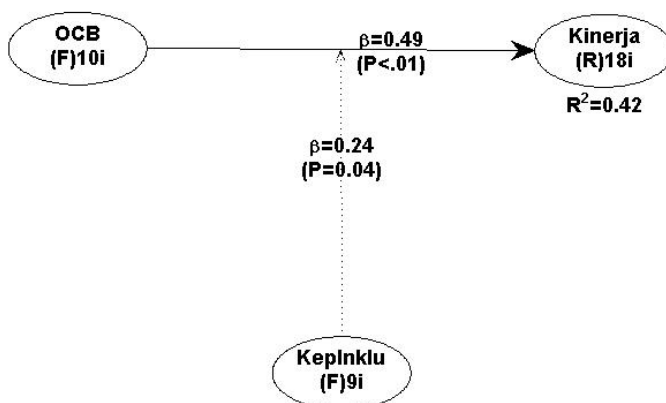 OCB
(F)10i
β=0.49
(P<.01)
Kinerja
(R)18i
R²=0.42
β=0.24
(P=0.04)
KepInklu
(F)9i